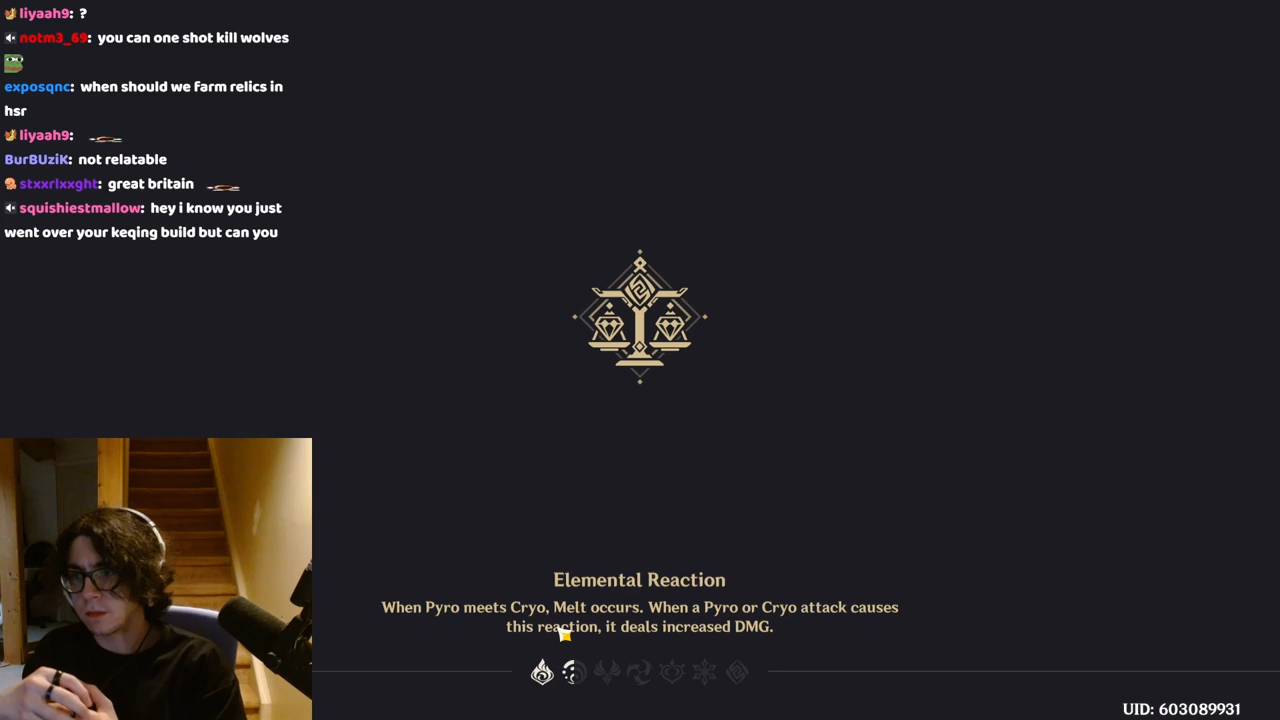 liyaah9: ?
notm3_69: you can one shot kill wolves
exposqnc: when should we farm relics in
hsr
liyaah9:
BurBUziK: not relatable
stxxrlxxght: great britain
squishiestmallow: hey i know you just
went over your keqing build but can you
Elemental Reaction
When Pyro meets Cryo, Melt occurs. When a Pyro or Cryo attack causes
this reaction, it deals increased DMG.
UID: 603089931